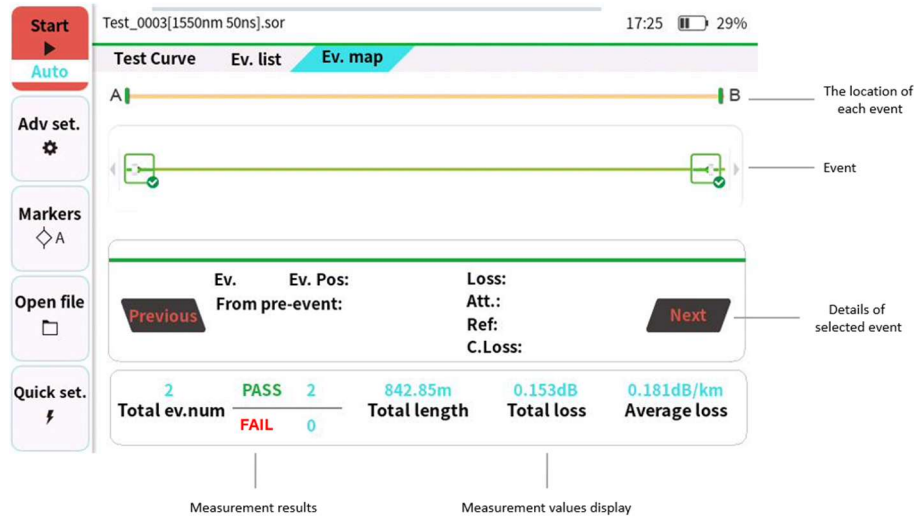 Start
Auto
Adv set.
Markers
A
Open file
Quick set.
Test_0003[1550nm 50ns].sor
17:25 29%
Test Curve Ev. list Ev. map
A B
The location of
each event
Event
Ev. Ev. Pos: Loss:
From pre-event: Att.:
Previous
Ref:
C.Loss:
Next
Details of
selected event
2 PASS 2 842.85m 0.153dB 0.181dB/km
Total ev.num Total length Total loss Average loss
FAIL 0
Measurement results Measurement values display